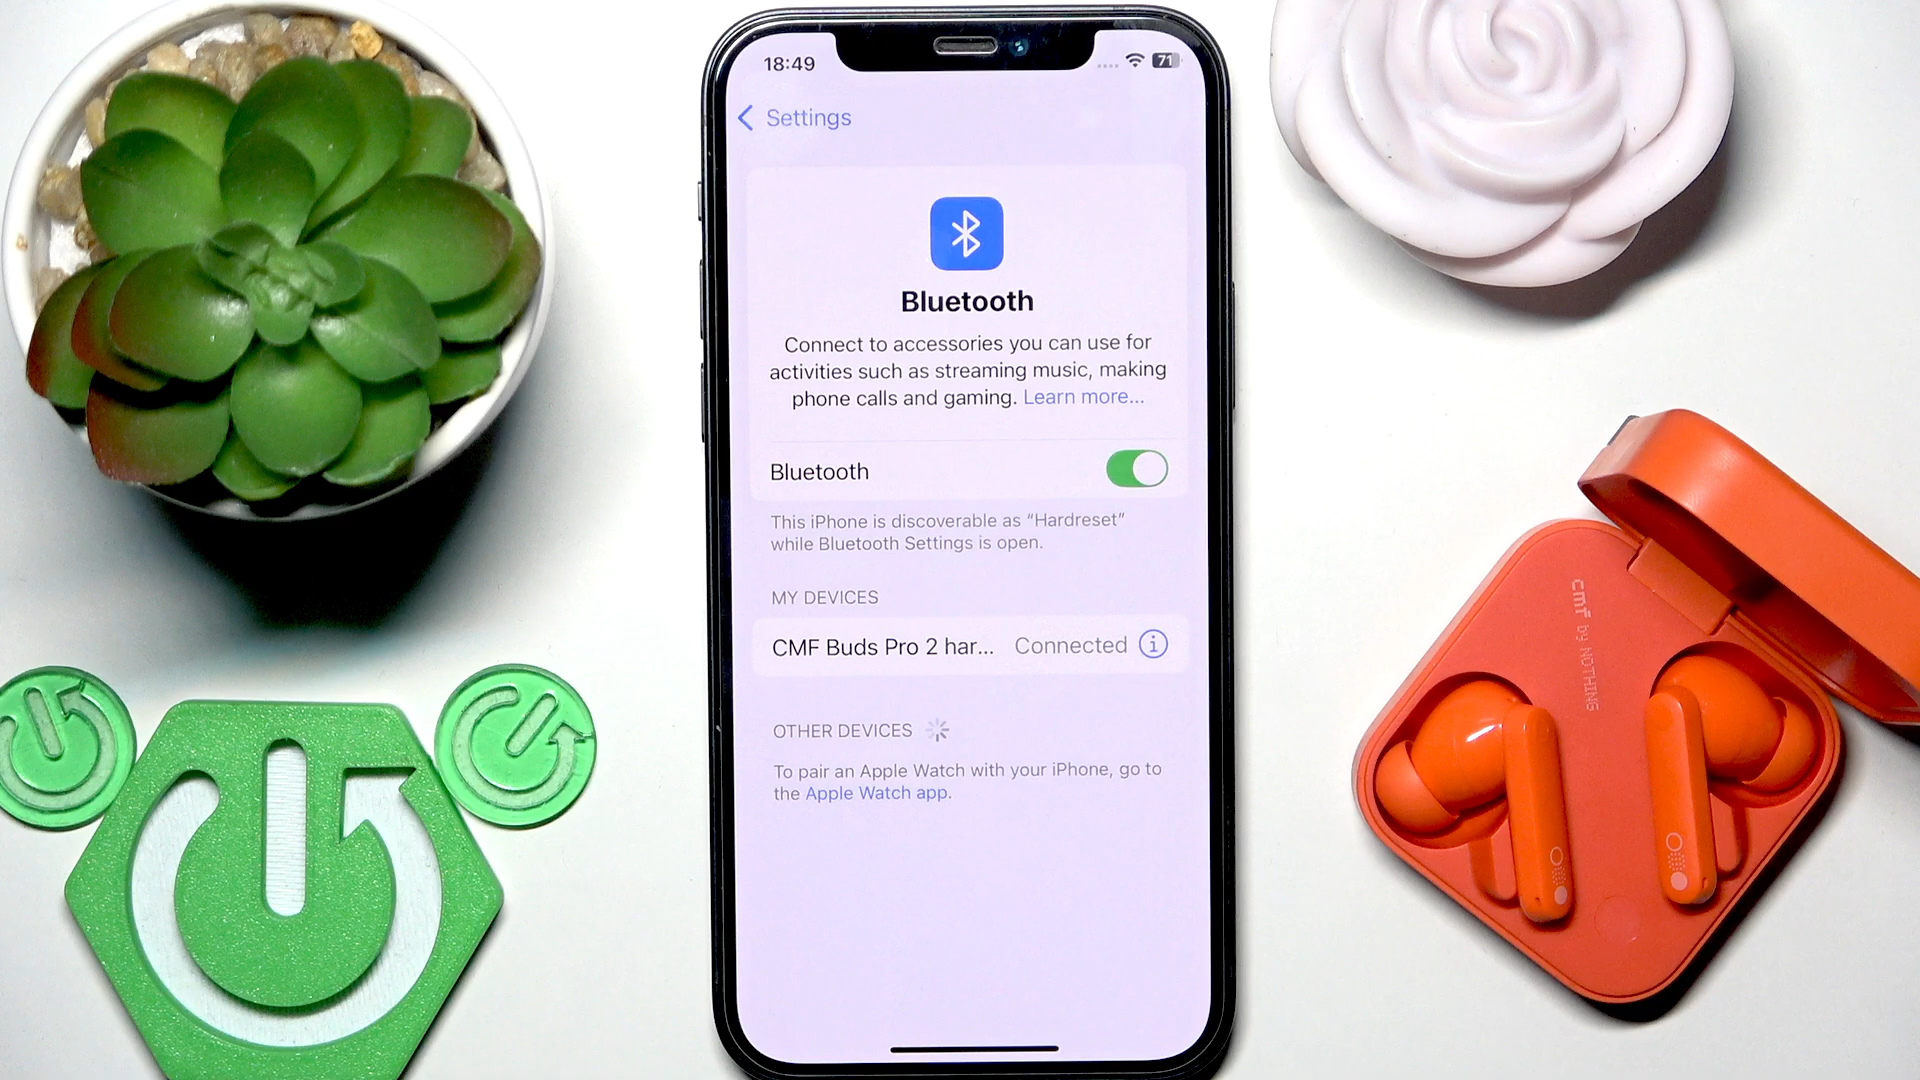 18:49
71
Settings
Bluetooth
Connect to accessories you can use for
activities such as streaming music, making
phone calls and gaming. Learn more...
Bluetooth
This iPhone is discoverable as “Hardreset”
while Bluetooth Settings is open.
MY DEVICES
CMF Buds Pro 2 har... Connected
OTHER DEVICES
To pair an Apple Watch with your iPhone, go to
the Apple Watch app.
cmf by NOTHING